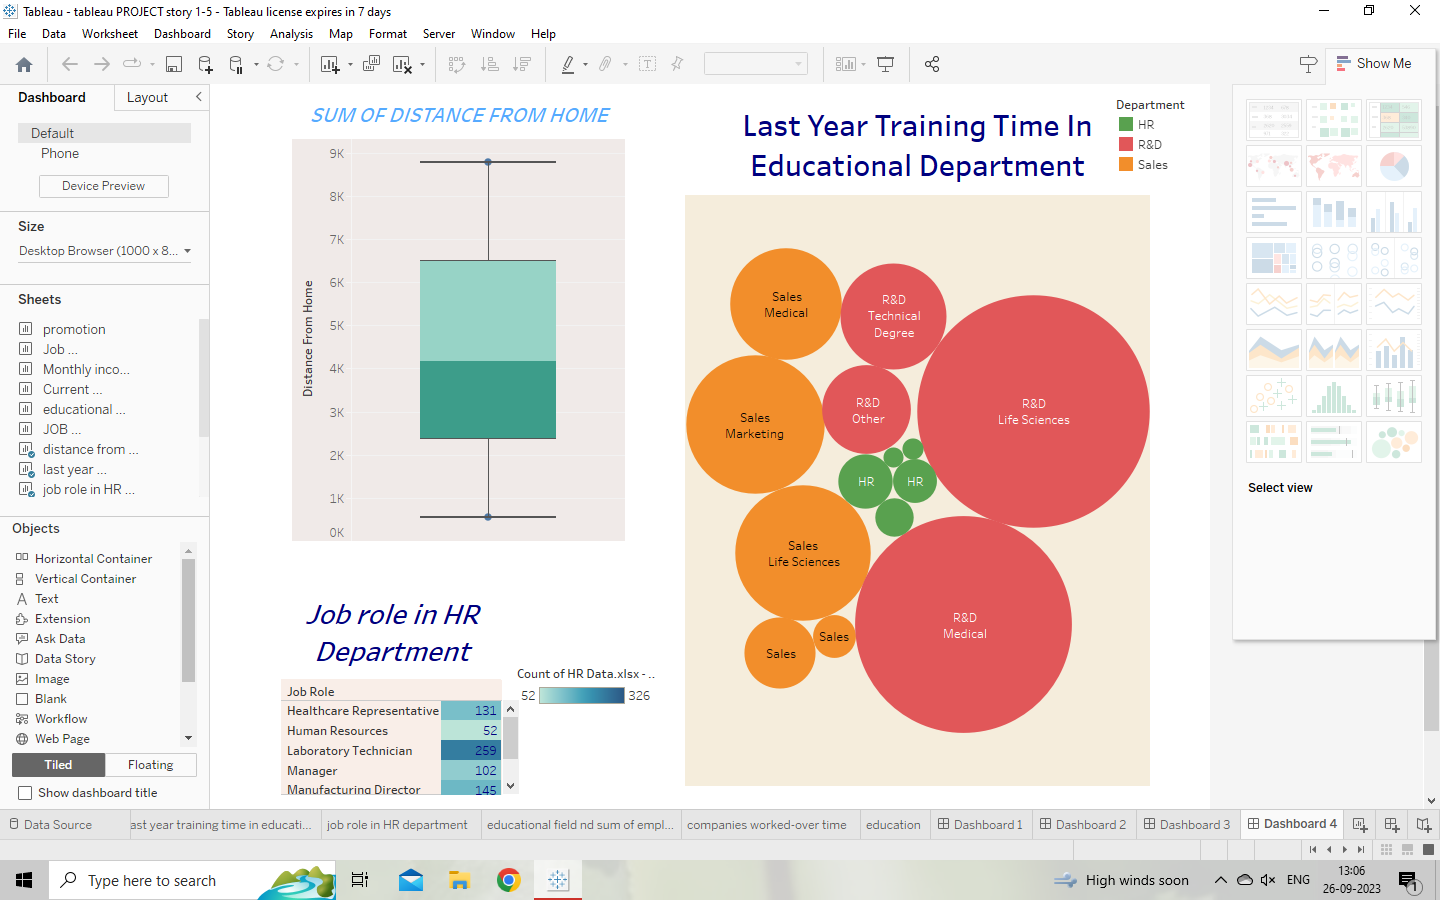 Tableau - tableau PROJECT story 1-5 - Tableau license expires in 7 days
File Data Worksheet Dashboard Story Analysis Map Format Server Window Help
Show Me
Dashboard Layout
Default
Phone
Device Preview
Size
Desktop Browser (1000 x 8...
Sheets
promotion
Job ...
Monthly inco...
Current ...
educational ...
JOB ...
distance from ...
last year ...
job role in HR ...
Objects
Horizontal Container
Vertical Container
Text
Extension
Ask Data
Data Story
Image
Blank
Workflow
Web Page
Tiled Floating
Show dashboard title
SUM OF DISTANCE FROM HOME
Distance From Home
9K
8K
7K
6K
5K
4K
3K
2K
1K
0K
Job role in HR
Department
Job Role
Healthcare Representative 131
Human Resources 52
Laboratory Technician 259
Manager 102
Manufacturing Director 145
Count of HR Data.xlsx - ..
52 326
Last Year Training Time In
Educational Department
Department
HR
R&D
Sales
Sales
Medical
R&D
Technical
Degree
R&D
Other
R&D
Life Sciences
Sales
Marketing
HR
HR
Sales
Life Sciences
Sales
Sales
R&D
Medical
Select view
Data Source
ast year training time in educati...
job role in HR department
educational field nd sum of empl...
companies worked-over time
education
Dashboard 1
Dashboard 2
Dashboard 3
Dashboard 4
Type here to search
High winds soon
ENG
13:06
26-09-2023
1